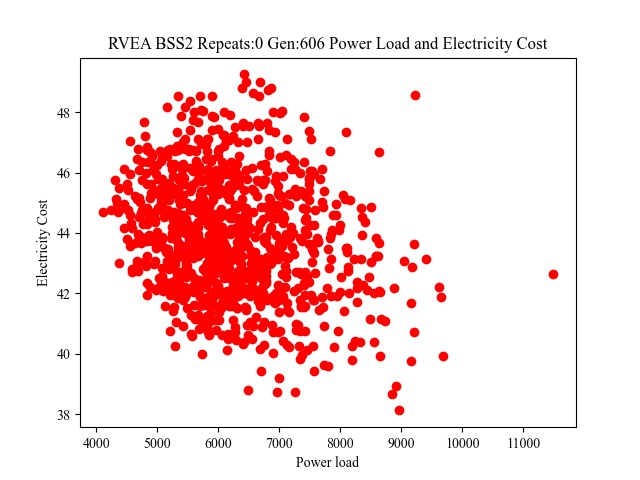 RVEA BSS2 Repeats:0 Gen:606 Power Load and Electricity Cost
Electricity Cost
48
46
44
42
40
38
4000 5000 6000 7000 8000 9000 10000 11000
Power load